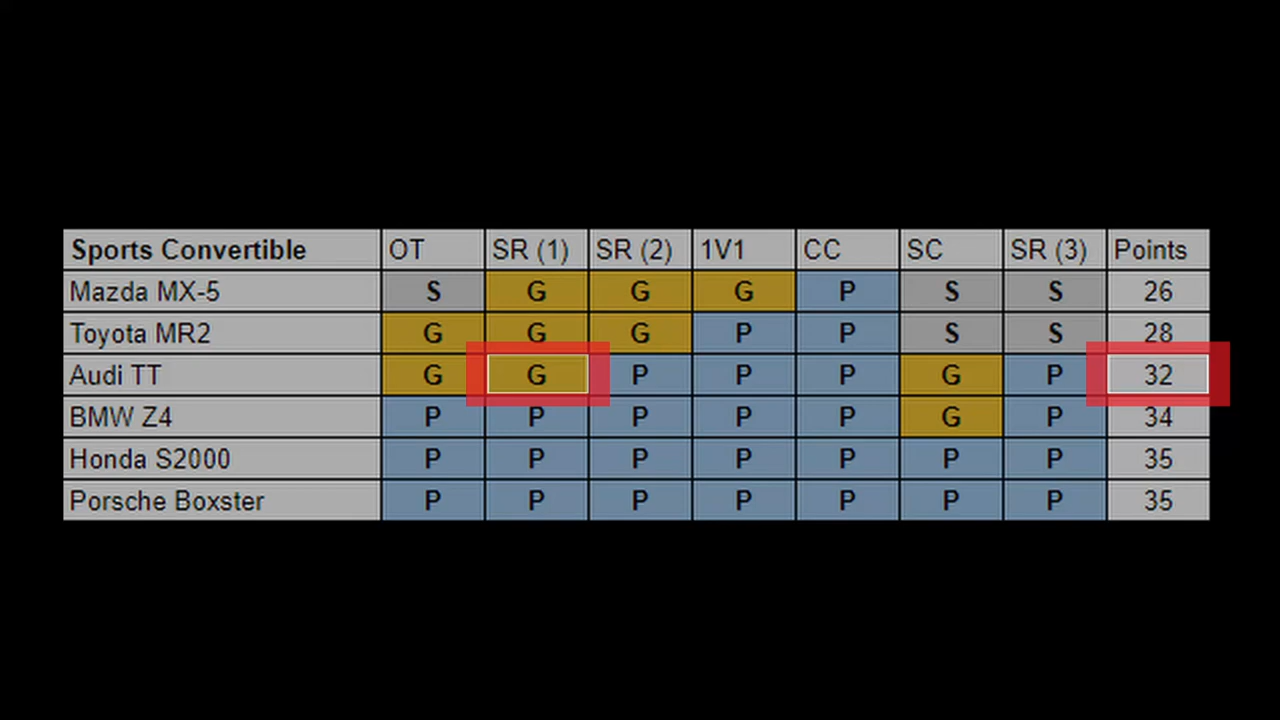 Sports Convertible OT SR (1) SR (2) 1V1 CC SC SR (3) Points
Mazda MX-5 S G G G P S S 26
Toyota MR2 G G G P P S S 28
Audi TT G G P P P G P 32
BMW Z4 P P P P P G P 34
Honda S2000 P P P P P P P 35
Porsche Boxster P P P P P P P 35